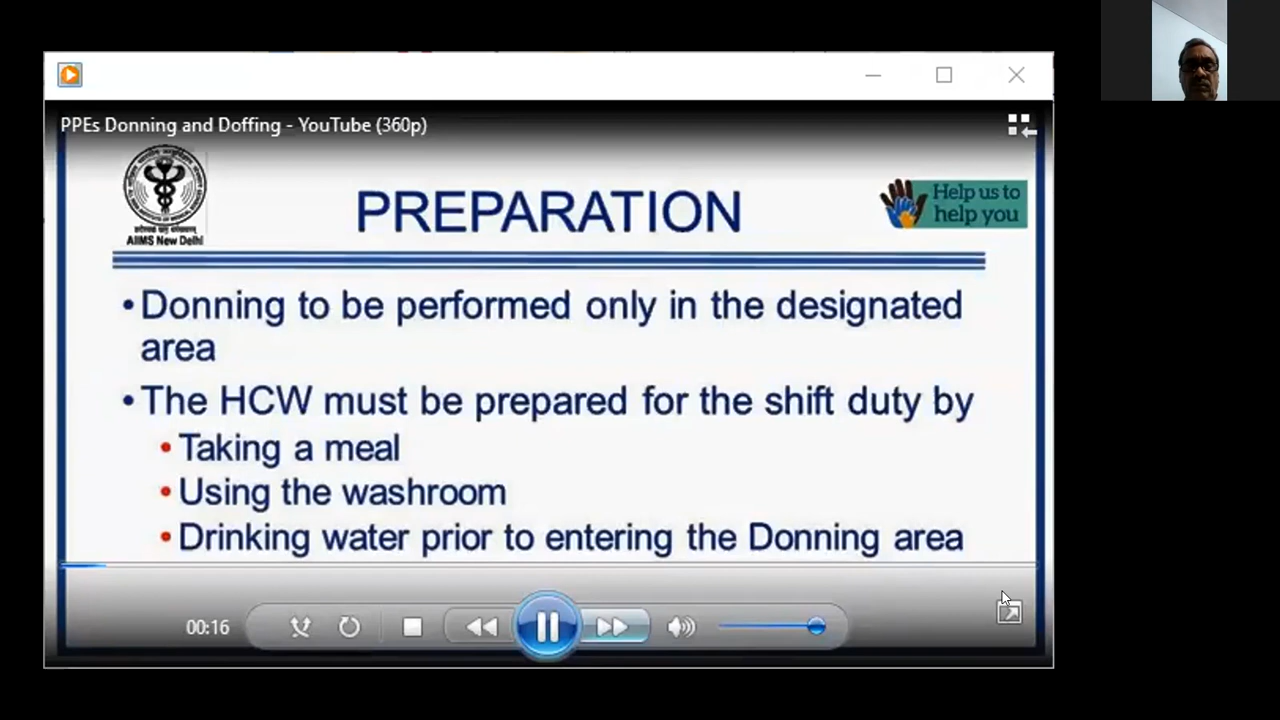 PPEs Donning and Doffing - YouTube (360p)
AIIMS New Delhi
PREPARATION
Help us to
help you
•Donning to be performed only in the designated
area
•The HCW must be prepared for the shift duty by
•Taking a meal
•Using the washroom
•Drinking water prior to entering the Donning area
00:16